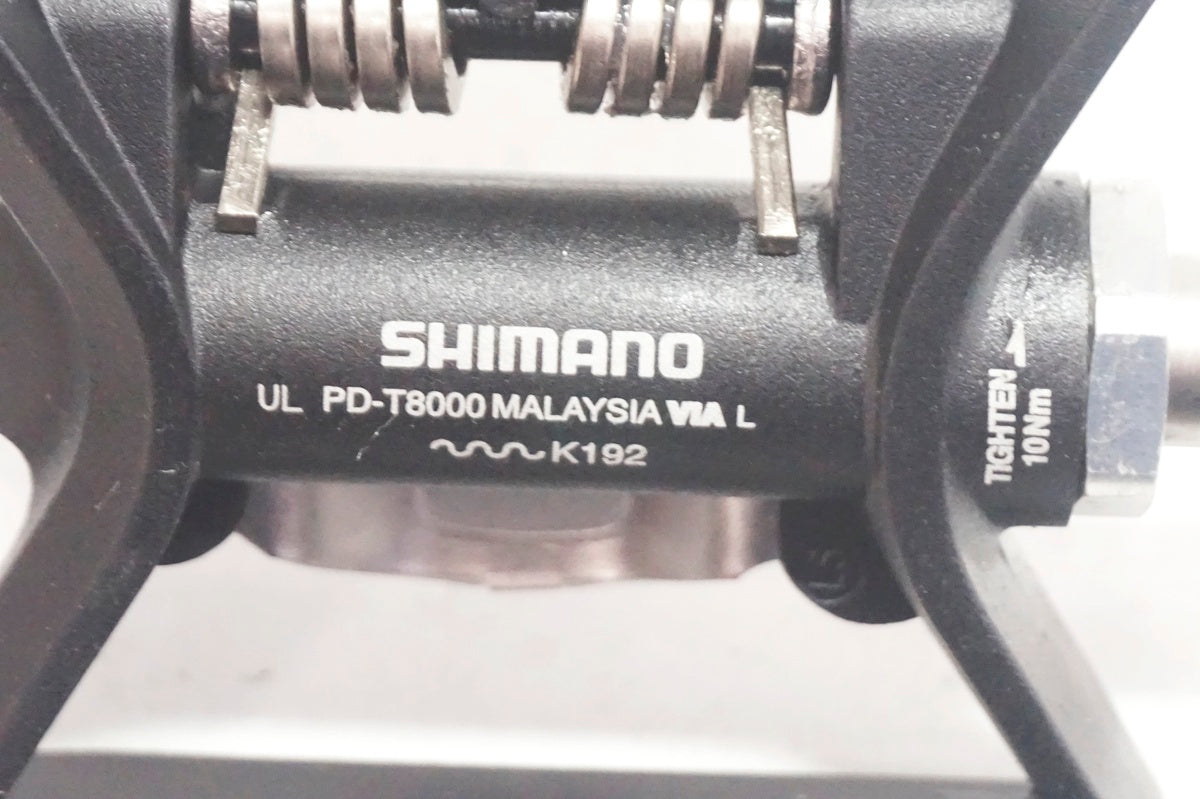 SHIMANO
UL PD-T8000 MALAYSIA VIA L
K192
TIGHTEN
10Nm